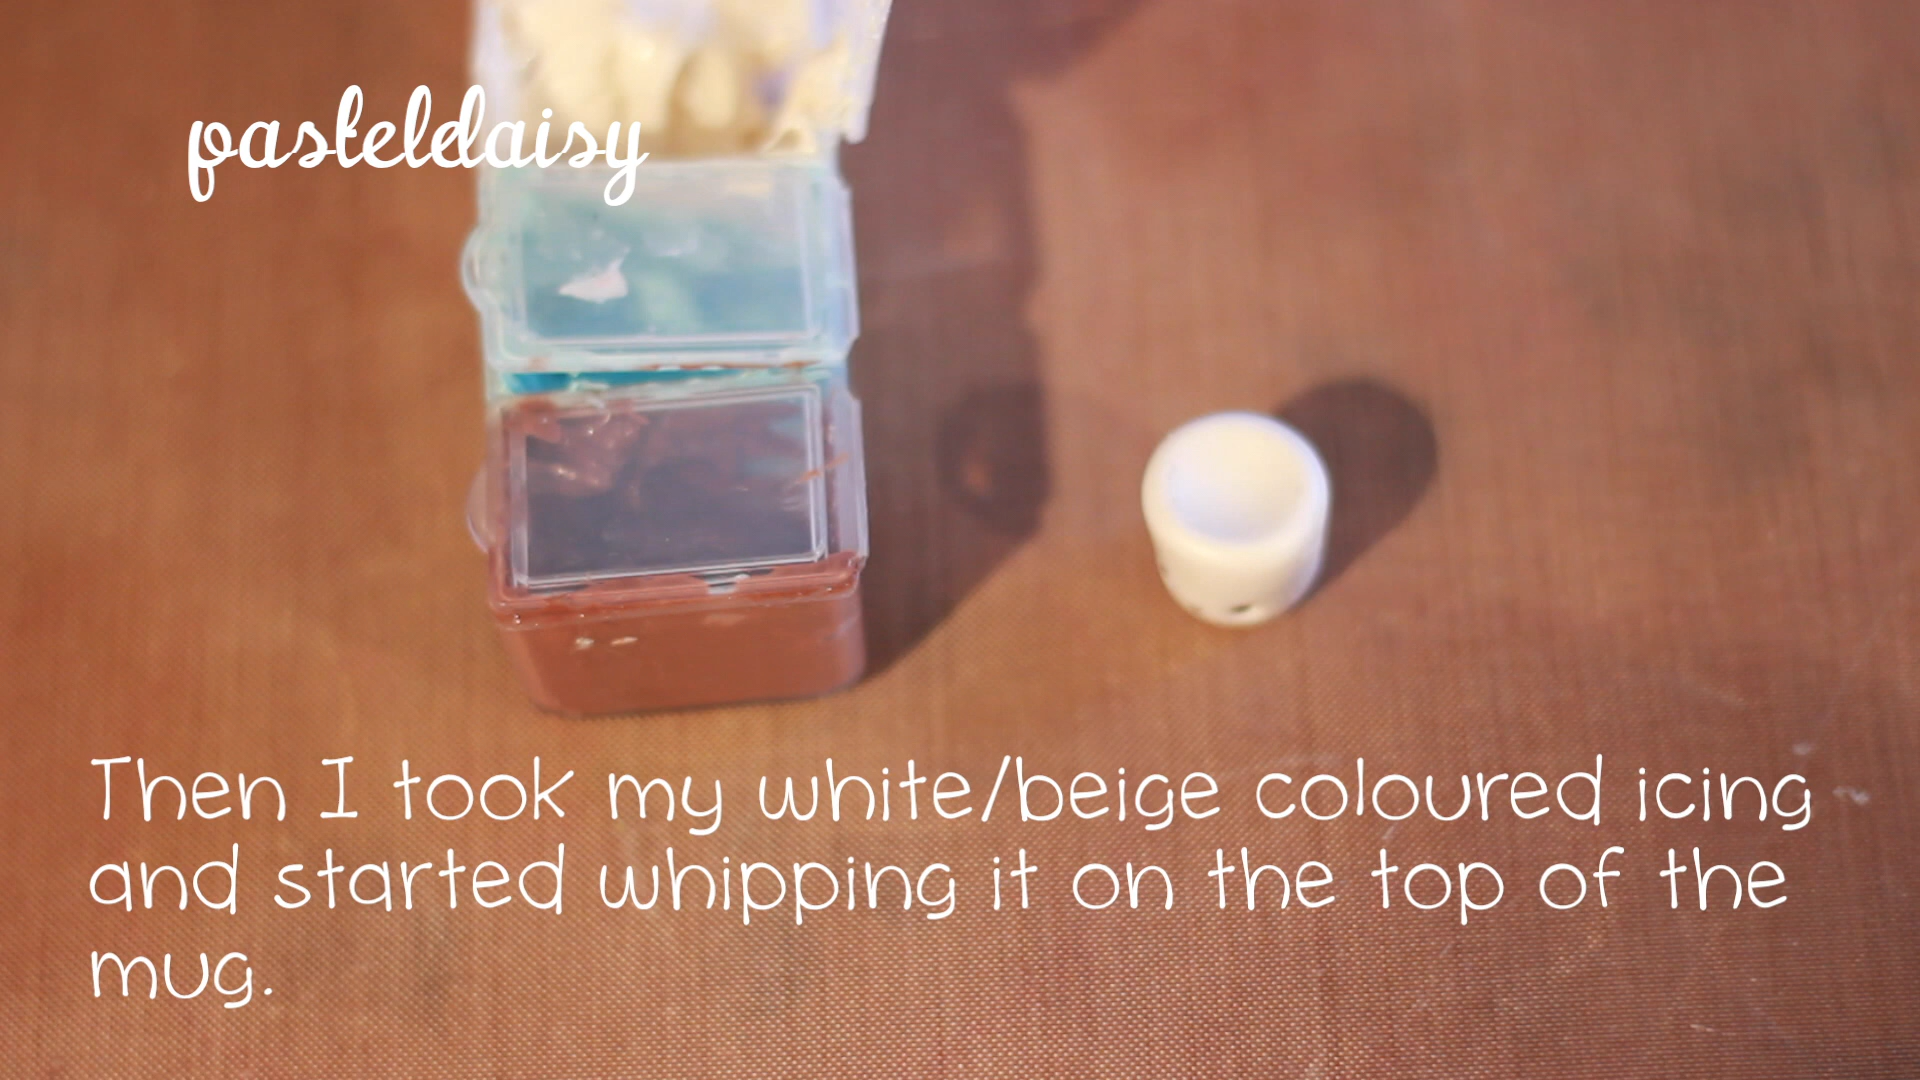 pasteldaisy
Then I took my white/beige coloured icing
and started whipping it on the top of the
mug.